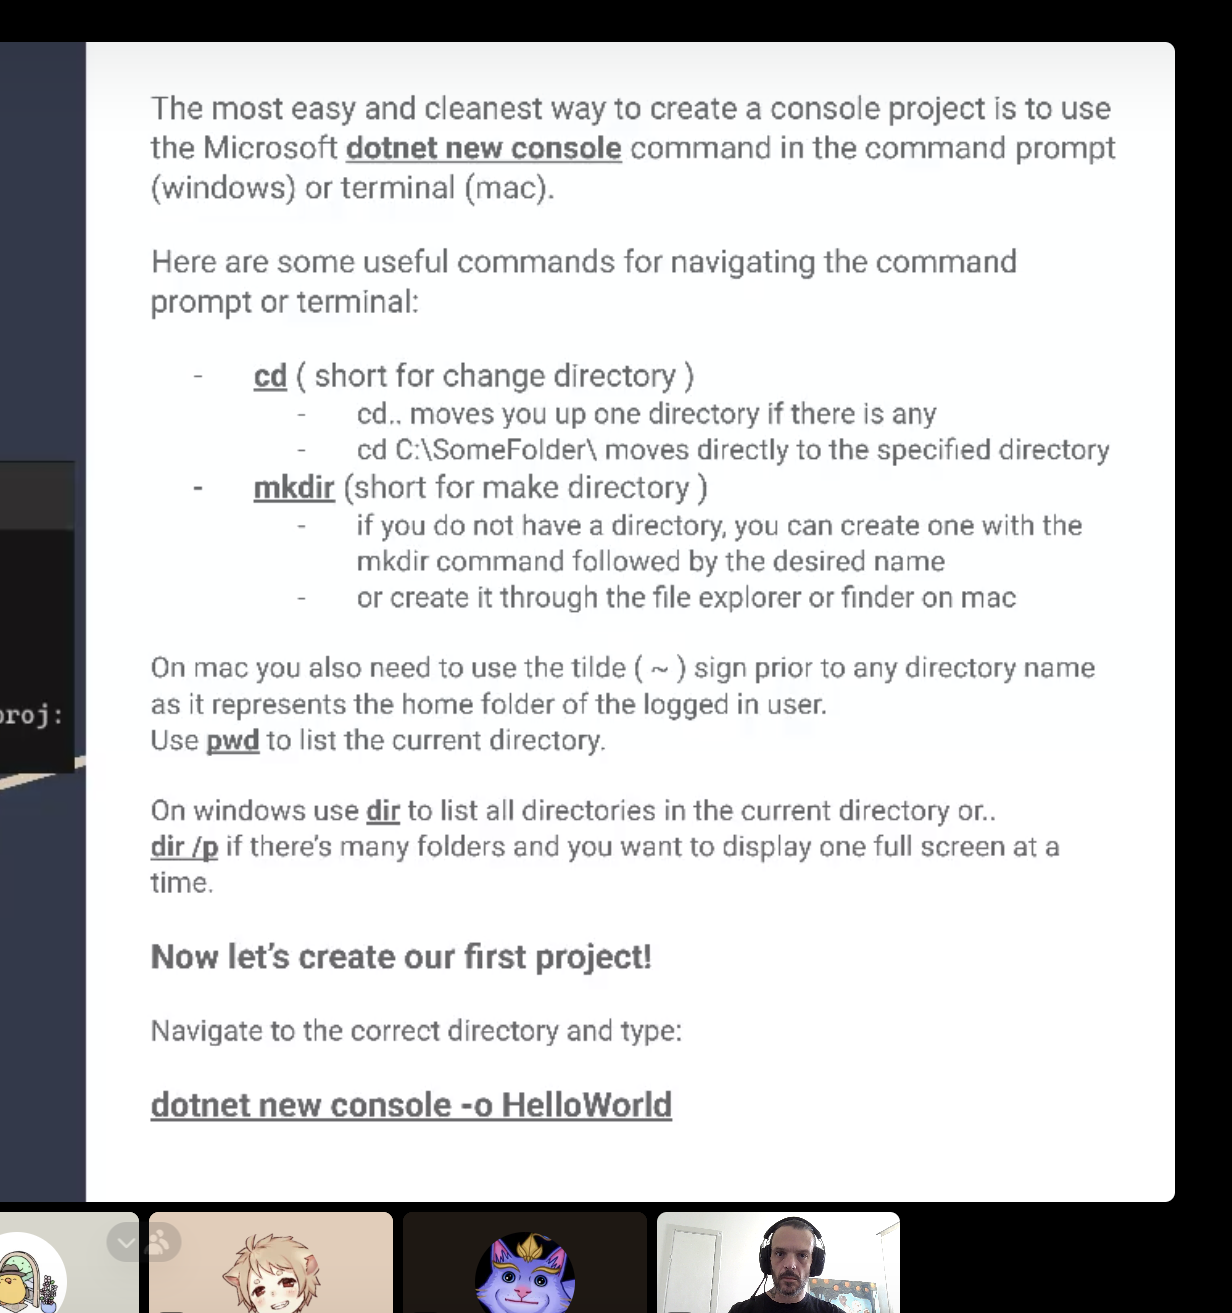 The most easy and cleanest way to create a console project is to use
the Microsoft dotnet new console command in the command prompt
(windows) or terminal (mac).
Here are some useful commands for navigating the command
prompt or terminal:
- cd ( short for change directory )
- cd.. moves you up one directory if there is any
- cd C:\SomeFolder\ moves directly to the specified directory
- mkdir (short for make directory )
- if you do not have a directory, you can create one with the
mkdir command followed by the desired name
- or create it through the file explorer or finder on mac
proj:
On mac you also need to use the tilde ( ~ ) sign prior to any directory name
as it represents the home folder of the logged in user.
Use pwd to list the current directory.
On windows use dir to list all directories in the current directory or..
dir /p if there's many folders and you want to display one full screen at a
time.
Now let's create our first project!
Navigate to the correct directory and type:
dotnet new console -o HelloWorld